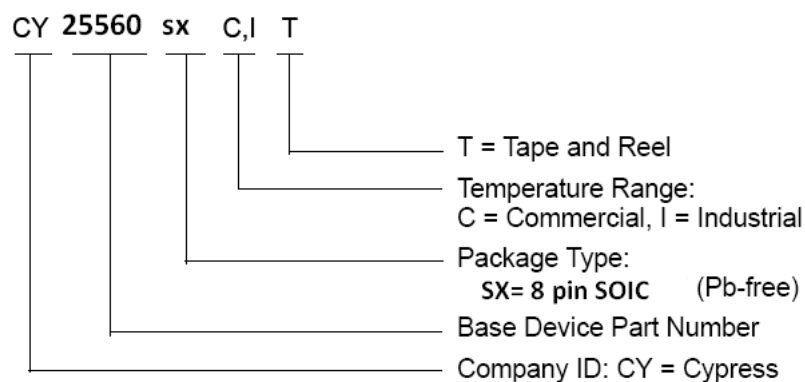 CY 25560 SX C,I T
T = Tape and Reel
Temperature Range:
C = Commercial, I = Industrial
Package Type:
SX= 8 pin SOIC (Pb-free)
Base Device Part Number
Company ID: CY = Cypress